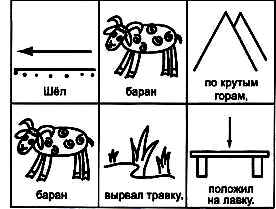 Шёл
баран
по крутым
горам,
баран
вырвал травку,
положил
на лавку.